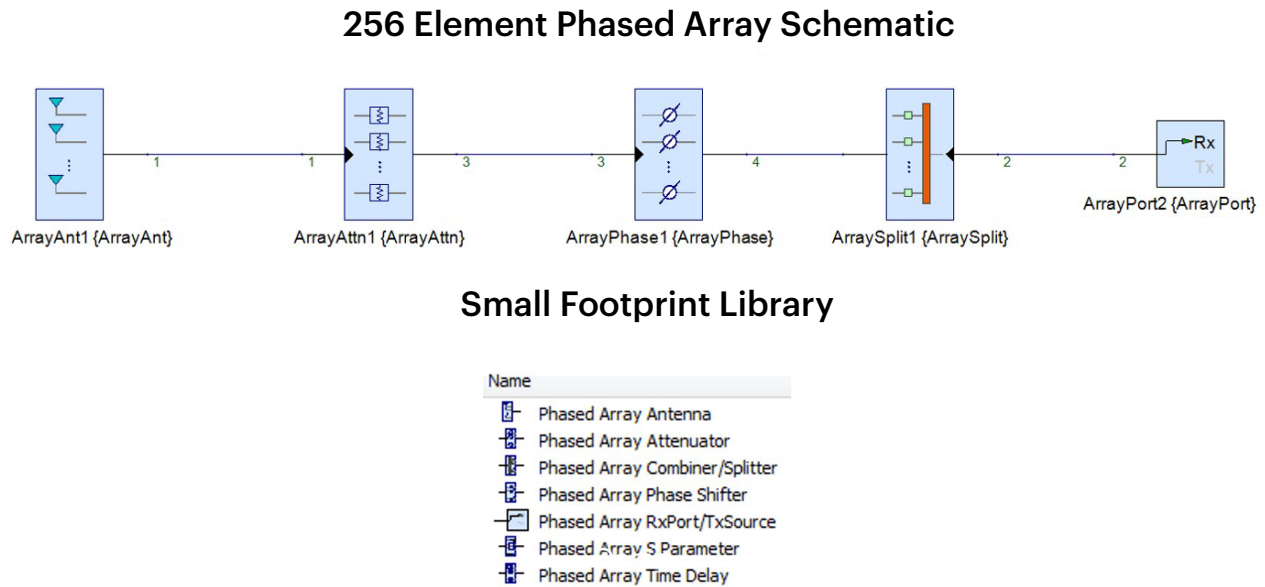 256 Element Phased Array Schematic
1 1 3 3 4 2 2
Rx
Tx
ArrayAnt1 {ArrayAnt} ArrayAttn1 {ArrayAttn} ArrayPhase1 {ArrayPhase} ArraySplit1 {ArraySplit} ArrayPort2 {ArrayPort}
Small Footprint Library
Name
Phased Array Antenna
Phased Array Attenuator
Phased Array Combiner/Splitter
Phased Array Phase Shifter
Phased Array RxPort/TxSource
Phased Array S Parameter
Phased Array Time Delay